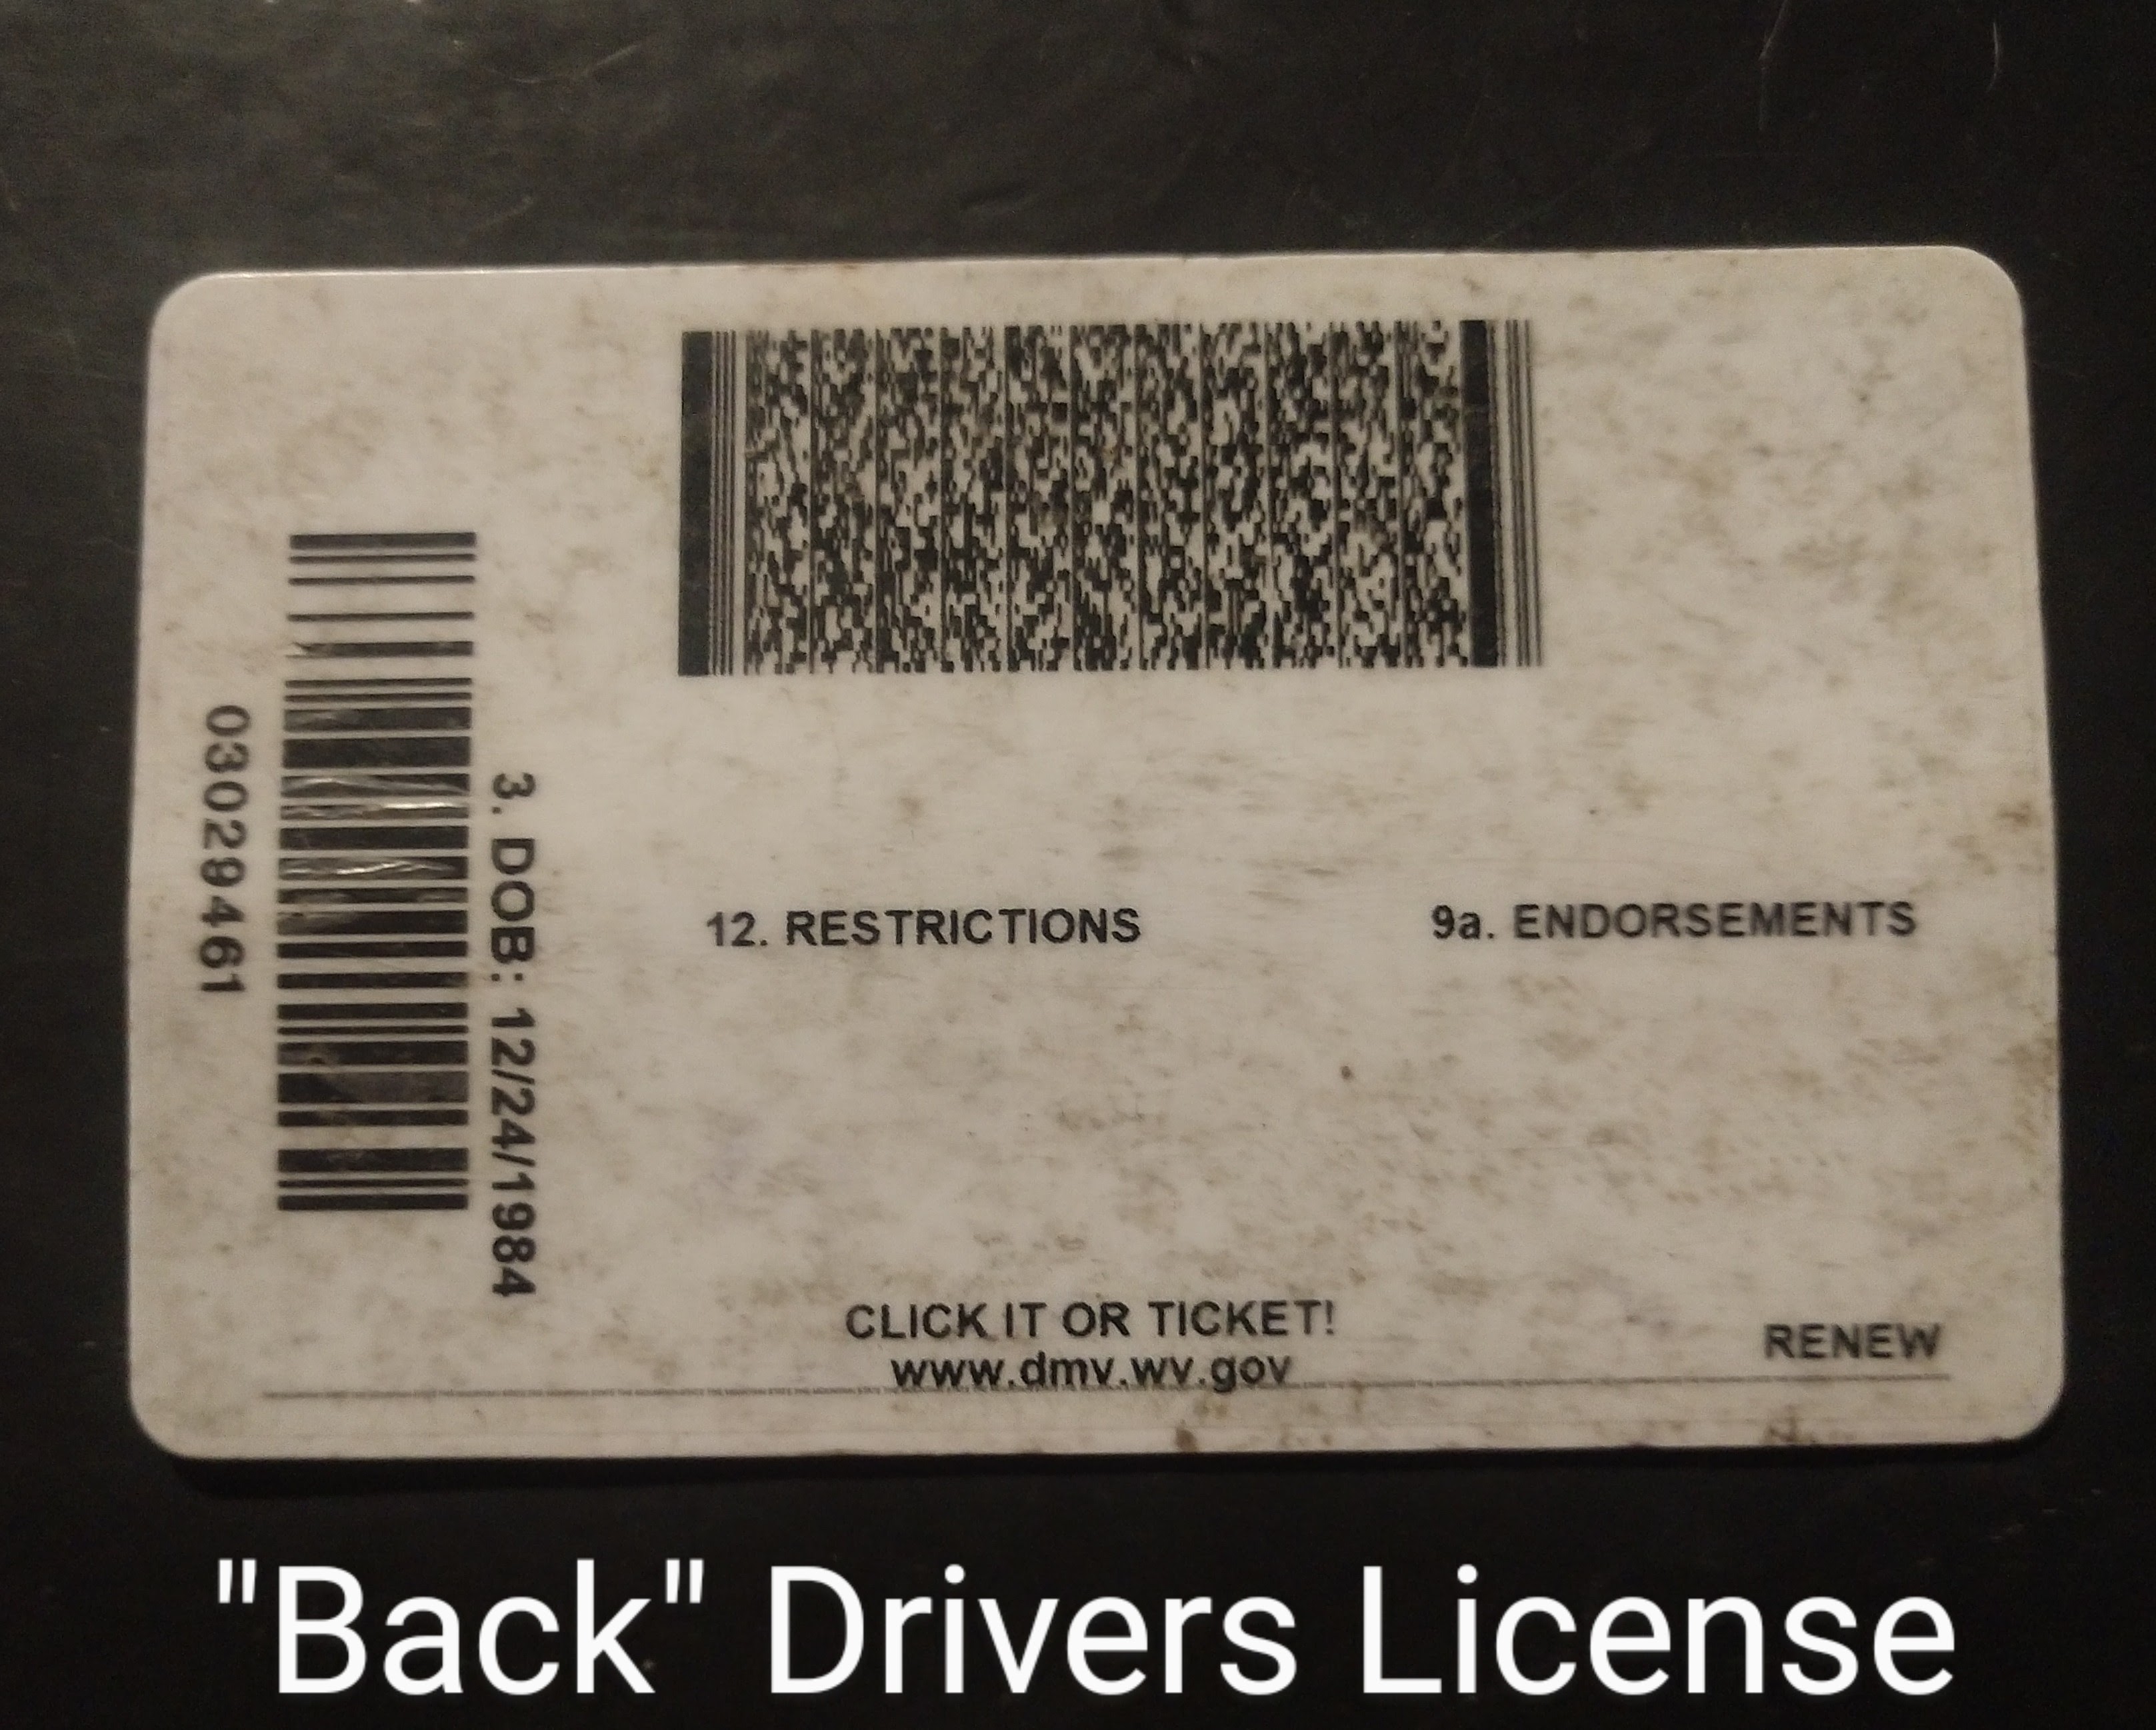 03029461
3. DOB: 12/24/1984
12. RESTRICTIONS
9a. ENDORSEMENTS
CLICK IT OR TICKET!
www.dmv.wv.gov
RENEW
"Back" Drivers License